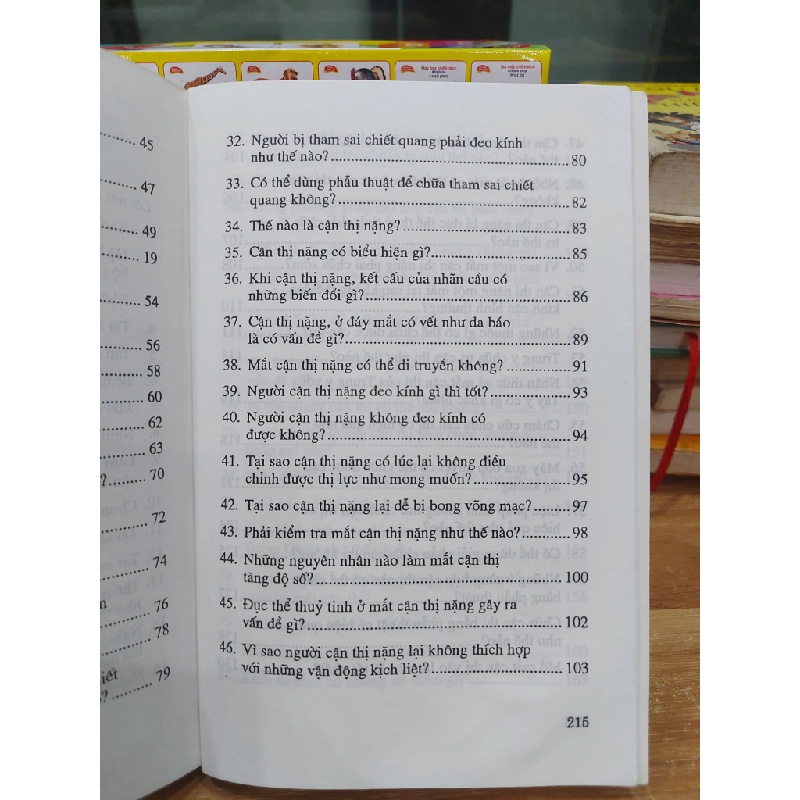 45
47
49
19
54
56
58
60
62
63
?
70
72
74
76
78
iết
79
?
32. Người bị tham sai chiết quang phải đeo kính
như thế nào? 80
33. Có thể dùng phẫu thuật để chữa tham sai chiết
quang không? 82
34. Thế nào là cận thị nặng? 83
35. Cận thị nặng có biểu hiện gì? 85
36. Khi cận thị nặng, kết cấu của nhãn cầu có
những biến đổi gì? 86
37. Cận thị nặng, ở đáy mắt có vết như da báo
là có vấn đề gì? 89
38. Mắt cận thị nặng có thể di truyền không? 91
39. Người cận thị nặng đeo kính gì thì tốt? 93
40. Người cận thị nặng không đeo kính có
được không? 94
41. Tại sao cận thị nặng có lúc lại không điển
chỉnh được thị lực như mong muốn? 95
42. Tại sao cận thị nặng lại dễ bị bong võng mạc? 97
43. Phải kiểm tra mắt cận thị nặng như thế nào? 98
44. Những nguyên nhân nào làm mắt cận thị
tăng độ số? 100
45. Đục thể thuỷ tinh ở mắt cận thị nặng gây ra
vấn đề gì? 102
46. Vì sao người cận thị nặng lại không thích hợp
với những vận động kịch liệt? 103
215